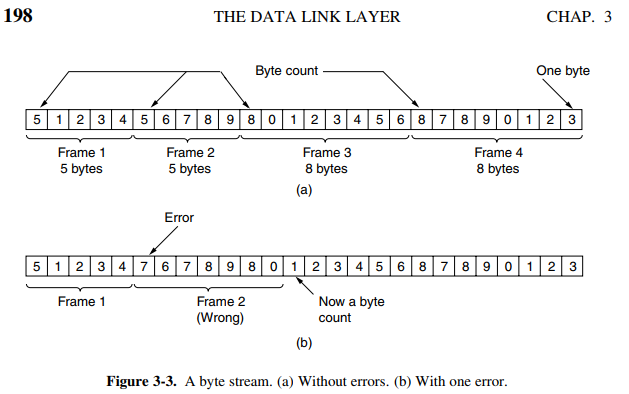 198 THE DATA LINK LAYER CHAP. 3
Byte count One byte
5 1 2 3 4 5 6 7 8 9 8 0 1 2 3 4 5 6 8 7 8 9 0 1 2 3
Frame 1 Frame 2 Frame 3 Frame 4
5 bytes 5 bytes 8 bytes 8 bytes
(a)
Error
5 1 2 3 4 7 6 7 8 9 8 0 1 2 3 4 5 6 8 7 8 9 0 1 2 3
Frame 1 Frame 2 Now a byte
(Wrong) count
(b)
Figure 3-3. A byte stream. (a) Without errors. (b) With one error.